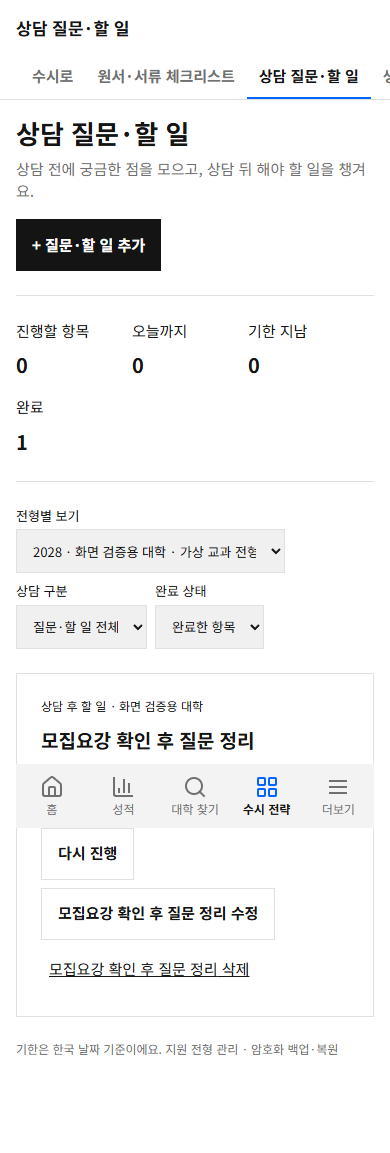 상담 질문·할 일
수시로 원서·서류 체크리스트 상담 질문·할 일
상담 질문·할 일
상담 전에 궁금한 점을 모으고, 상담 뒤 해야 할 일을 챙겨
요.
+ 질문·할 일 추가
진행할 항목 오늘까지 기한 지남
0 0 0
완료
1
전형별 보기
2028 · 화면 검증용 대학 · 가상 교과 전형
상담 구분 완료 상태
질문·할 일 전체 완료한 항목
상담 후 할 일 · 화면 검증용 대학
모집요강 확인 후 질문 정리
홈 성적 대학 찾기 수시 전략 더보기
다시 진행
모집요강 확인 후 질문 정리 수정
모집요강 확인 후 질문 정리 삭제
기한은 한국 날짜 기준이에요. 지원 전형 관리 · 암호화 백업·복원